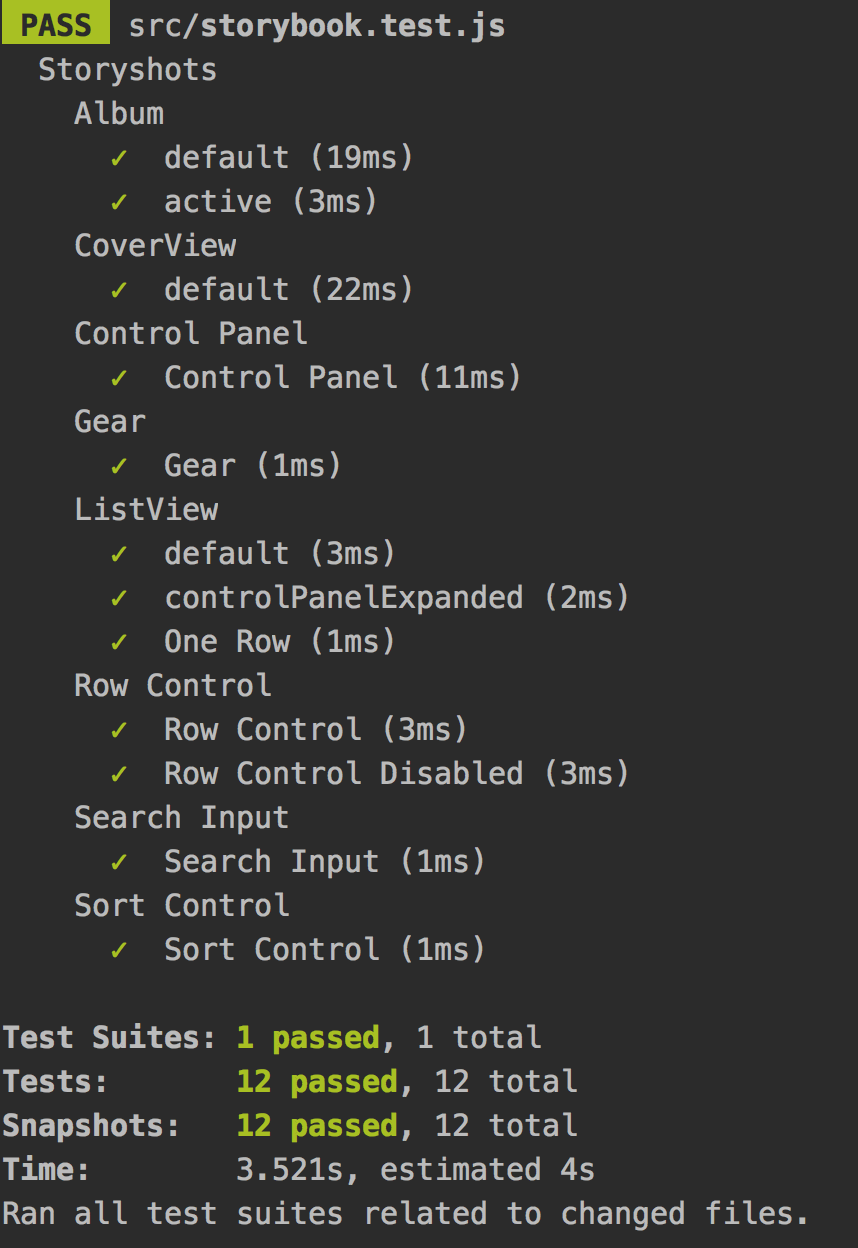 PASS src/storybook.test.js
Storyshots
Album
✓ default (19ms)
✓ active (3ms)
CoverView
✓ default (22ms)
Control Panel
✓ Control Panel (11ms)
Gear
✓ Gear (1ms)
ListView
✓ default (3ms)
✓ controlPanelExpanded (2ms)
✓ One Row (1ms)
Row Control
✓ Row Control (3ms)
✓ Row Control Disabled (3ms)
Search Input
✓ Search Input (1ms)
Sort Control
✓ Sort Control (1ms)
Test Suites: 1 passed, 1 total
Tests: 12 passed, 12 total
Snapshots: 12 passed, 12 total
Time: 3.521s, estimated 4s
Ran all test suites related to changed files.